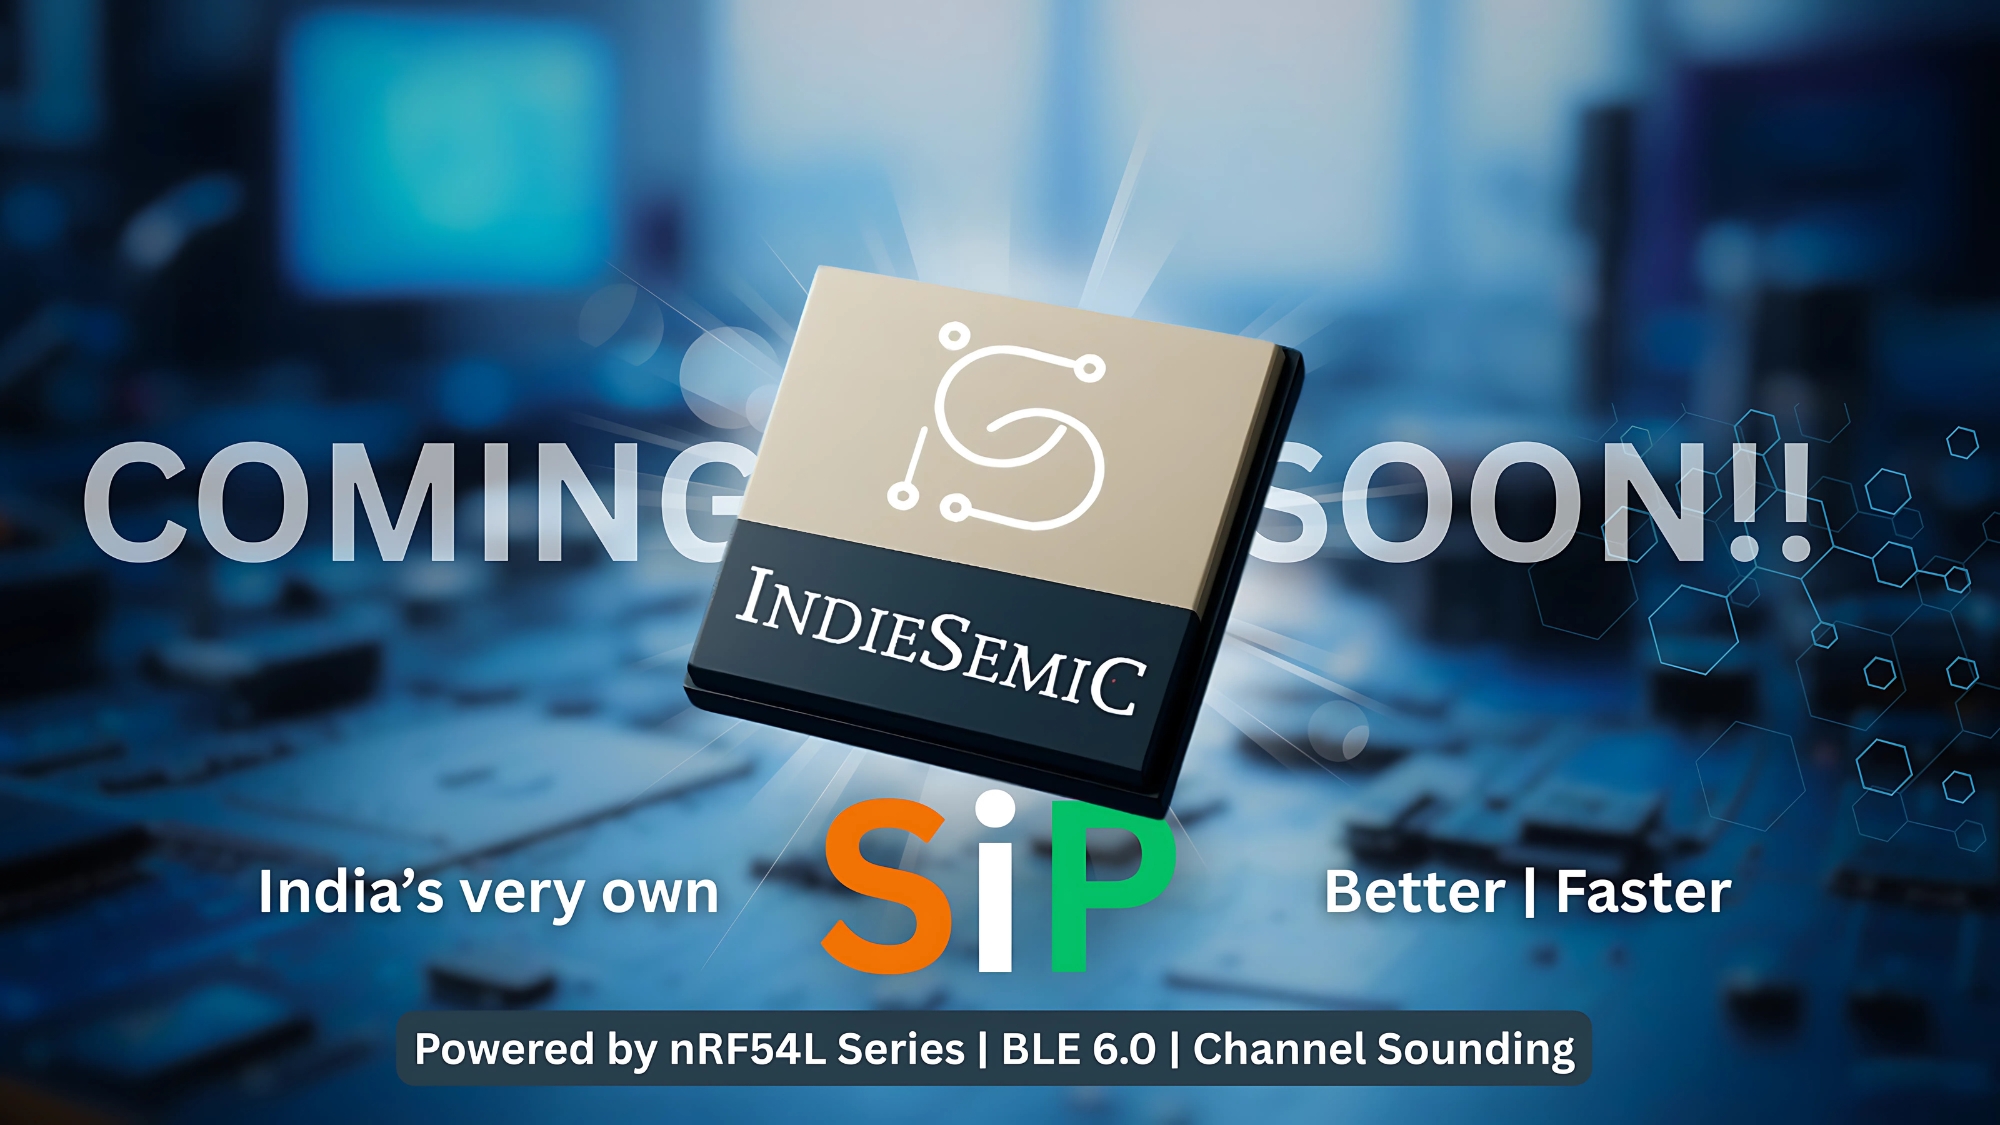 COMING SOON!!
INDIESEMIC
India's very own SiP Better | Faster
Powered by nRF54L Series | BLE 6.0 | Channel Sounding